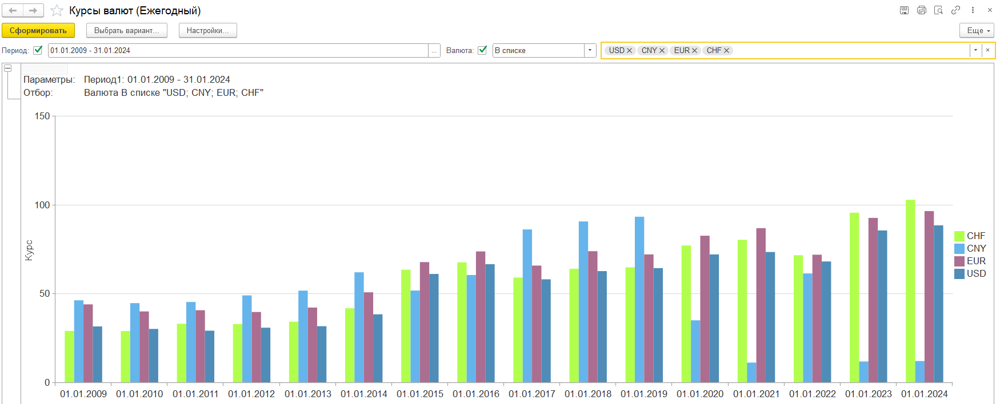 Курсы валют (Ежегодный)
Сформировать
Выбрать вариант...
Настройки...
Еще
Период:
01.01.2009 - 31.01.2024
...
Валюта:
В списке
USD
CNY
EUR
CHF
Параметры: Период1: 01.01.2009 - 31.01.2024
Отбор: Валюта В списке "USD; CNY; EUR; CHF"
150
100
50
0
Курс
CHF
CNY
EUR
USD
01.01.2009 01.01.2010 01.01.2011 01.01.2012 01.01.2013 01.01.2014 01.01.2015 01.01.2016 01.01.2017 01.01.2018 01.01.2019 01.01.2020 01.01.2021 01.01.2022 01.01.2023 01.01.2024